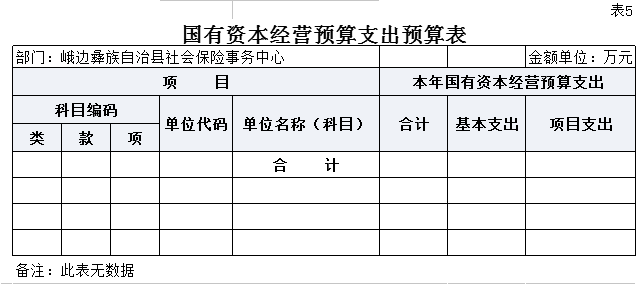 表5
国有资本经营预算支出预算表
部门：峨边彝族自治县社会保险事务中心 金额单位：万元
项 目 本年国有资本经营预算支出
科目编码 单位代码 单位名称（科目） 合计 基本支出 项目支出
类 款 项
合 计
备注：此表无数据